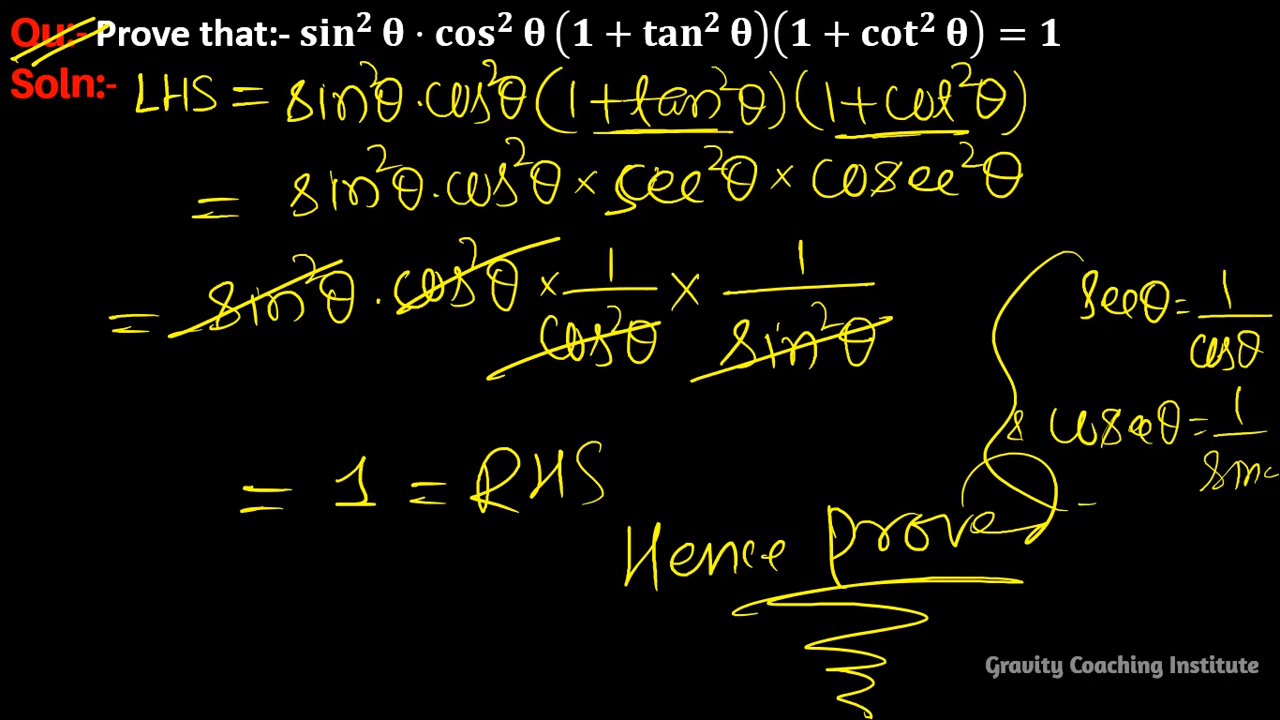 Qu:- Prove that:- sin² θ · cos² θ (1 + tan² θ)(1 + cot² θ) = 1
Soln:- LHS = sin²θ · cos²θ (1 + tan²θ)(1 + cot²θ)
= sin²θ · cos²θ × sec²θ × cosec²θ
= sin²θ · cos²θ × 1/cos²θ × 1/sin²θ
secθ = 1/cosθ
& cosecθ = 1/sin
= 1 = RHS
Hence proved
Gravity Coaching Institute